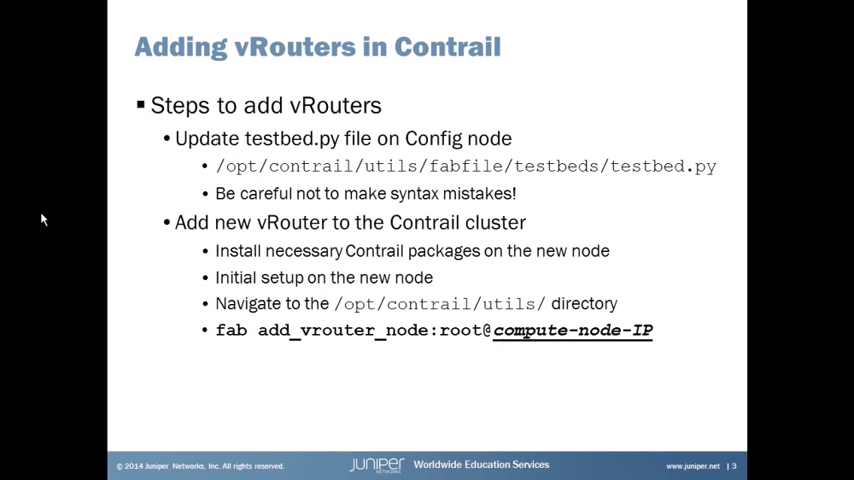 Adding vRouters in Contrail
▪ Steps to add vRouters
• Update testbed.py file on Config node
• /opt/contrail/utils/fabfile/testbeds/testbed.py
• Be careful not to make syntax mistakes!
• Add new vRouter to the Contrail cluster
• Install necessary Contrail packages on the new node
• Initial setup on the new node
• Navigate to the /opt/contrail/utils/ directory
• fab add_vrouter_node:root@compute-node-IP
© 2014 Juniper Networks, Inc. All rights reserved.
JUNIPER NETWORKS
Worldwide Education Services
www.juniper.net | 3